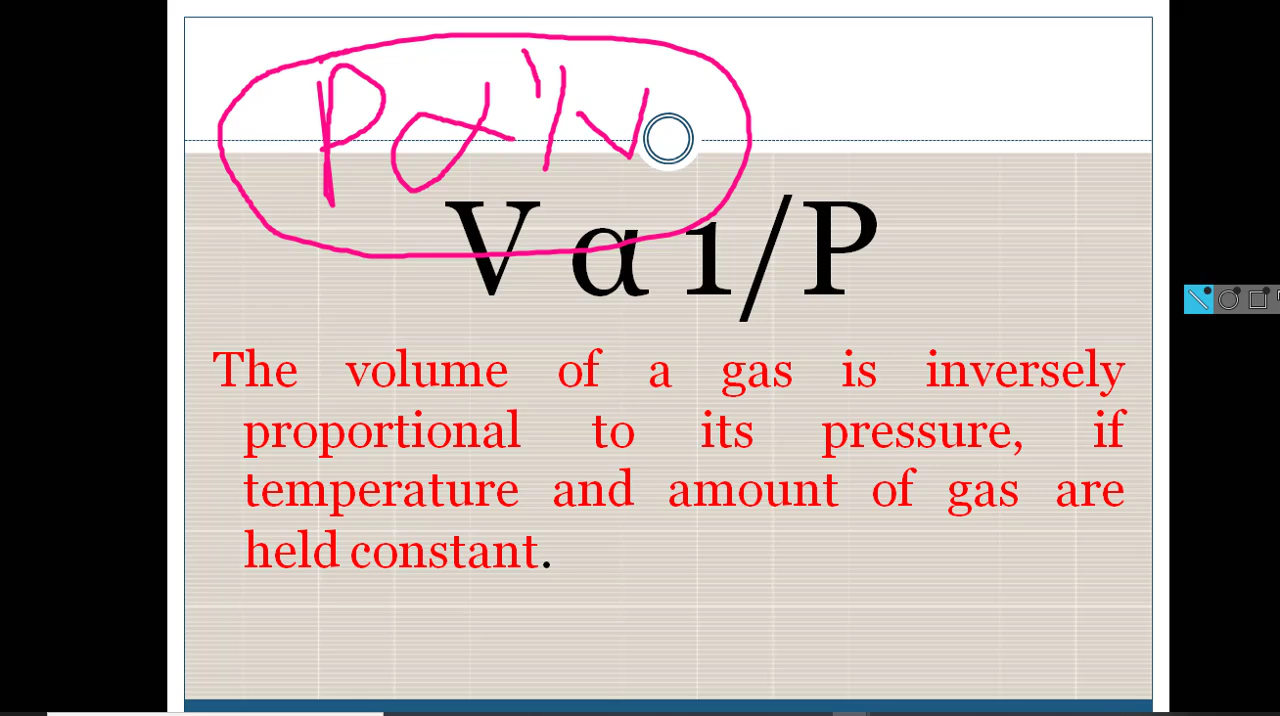 P α 1/V
V α 1/P
The volume of a gas is inversely
proportional to its pressure, if
temperature and amount of gas are
held constant.